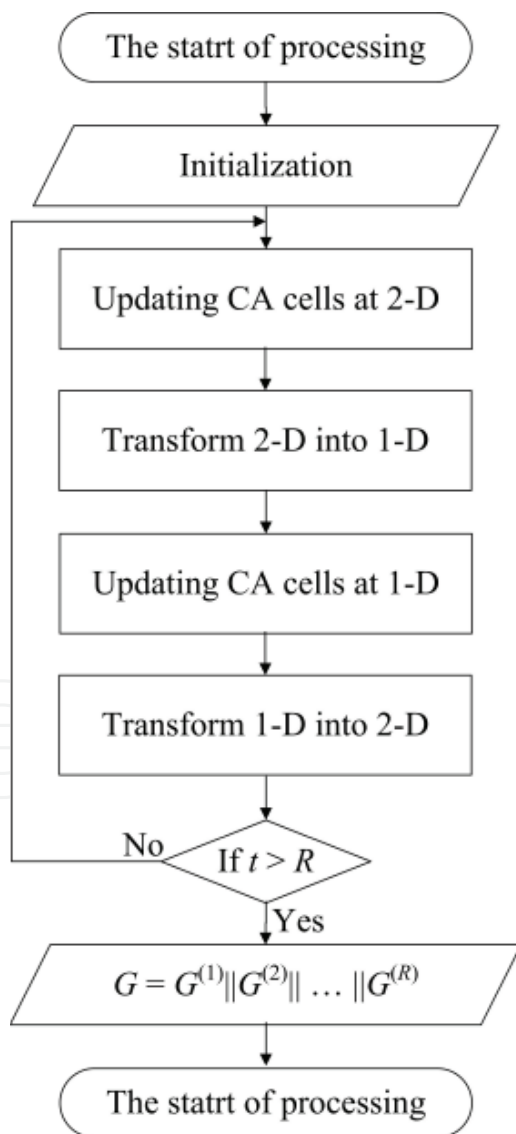 The statrt of processing
Initialization
Updating CA cells at 2-D
Transform 2-D into 1-D
Updating CA cells at 1-D
Transform 1-D into 2-D
No
If t > R
Yes
G = G^(1)||G^(2)|| … ||G^(R)
The statrt of processing